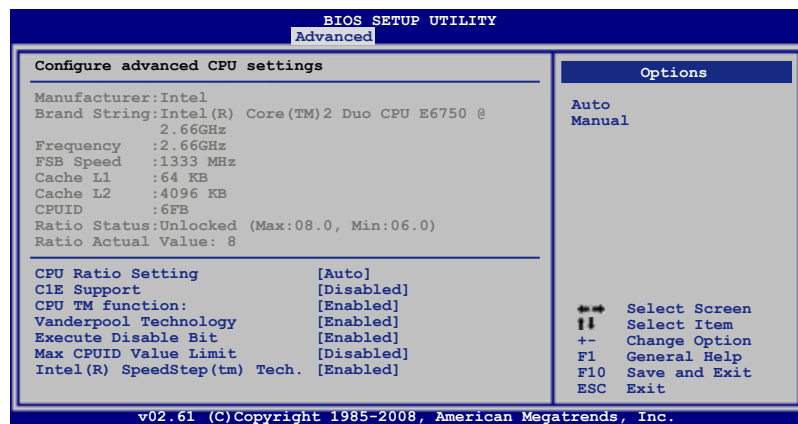 BIOS SETUP UTILITY
Advanced
Configure advanced CPU settings
Manufacturer:Intel
Brand String:Intel(R) Core(TM)2 Duo CPU E6750 @
2.66GHz
Frequency :2.66GHz
FSB Speed :1333 MHz
Cache L1 :64 KB
Cache L2 :4096 KB
CPUID :6FB
Ratio Status:Unlocked (Max:08.0, Min:06.0)
Ratio Actual Value: 8
CPU Ratio Setting [Auto]
C1E Support [Disabled]
CPU TM function: [Enabled]
Vanderpool Technology [Enabled]
Execute Disable Bit [Enabled]
Max CPUID Value Limit [Disabled]
Intel(R) SpeedStep(tm) Tech. [Enabled]
Options
Auto
Manual
←→ Select Screen
↑↓ Select Item
+- Change Option
F1 General Help
F10 Save and Exit
ESC Exit
v02.61 (C)Copyright 1985-2008, American Megatrends, Inc.